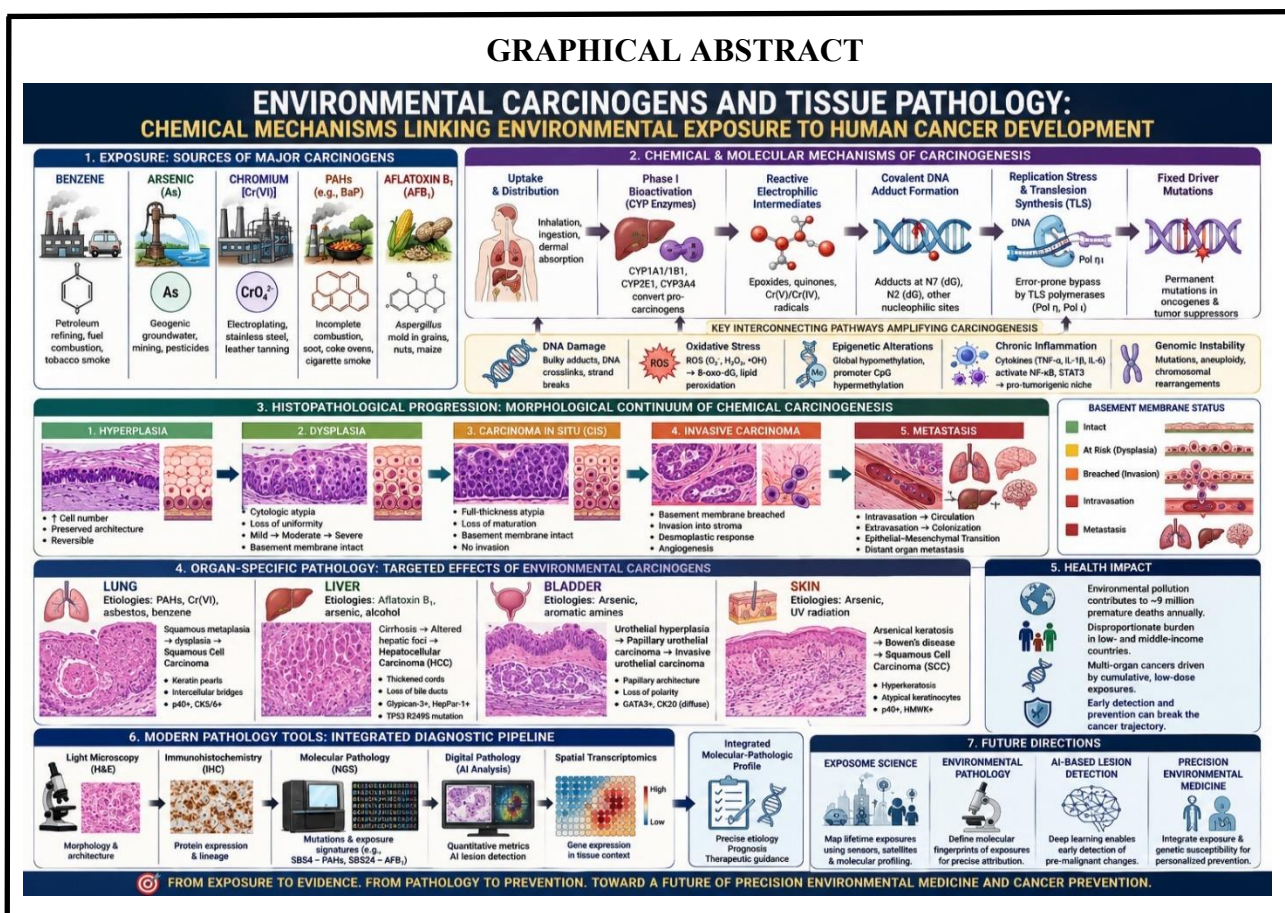 GRAPHICAL ABSTRACT
ENVIRONMENTAL CARCINOGENS AND TISSUE PATHOLOGY:
CHEMICAL MECHANISMS LINKING ENVIRONMENTAL EXPOSURE TO HUMAN CANCER DEVELOPMENT
1. EXPOSURE: SOURCES OF MAJOR CARCINOGENS
BENZENE
Petroleum
refining, fuel
combustion,
tobacco smoke
ARSENIC
(As)
As
Geogenic
groundwater,
mining, pesticides
CHROMIUM
[Cr(VI)]
CrO₄²⁻
Electroplating,
stainless steel,
leather tanning
PAHs
(e.g., BaP)
Incomplete
combustion,
soot, coke ovens,
cigarette smoke
AFLATOXIN B₁
(AFB₁)
Aspergillus
mold in grains,
nuts, maize
2. CHEMICAL & MOLECULAR MECHANISMS OF CARCINOGENESIS
Uptake
& Distribution
Inhalation,
ingestion,
dermal
absorption
Phase I
Bioactivation
(CYP Enzymes)
CYP1A1/1B1,
CYP2E1, CYP3A4
convert pro-
carcinogens
Reactive
Electrophilic
Intermediates
Epoxides, quinones,
Cr(V)/Cr(IV),
radicals
Covalent DNA
Adduct Formation
Adducts at N7 (dG),
N2 (dG), other
nucleophilic sites
Replication Stress
& Translesion
Synthesis (TLS)
DNA
Pol ηι
Error-prone bypass
by TLS polymerases
(Pol η, Pol ι)
Fixed Driver
Mutations
Permanent
mutations in
oncogenes &
tumor suppressors
KEY INTERCONNECTING PATHWAYS AMPLIFYING CARCINOGENESIS
DNA Damage
Bulky adducts, DNA
crosslinks, strand
breaks
ROS
Oxidative Stress
ROS (O₂⁻, H₂O₂, •OH)
→ 8-oxo-dG, lipid
peroxidation
Me
Epigenetic Alterations
Global hypomethylation,
promoter CpG
hypermethylation
Chronic Inflammation
Cytokines (TNF-α, IL-1β, IL-6)
activate NF-κB, STAT3
→ pro-tumorigenic niche
Genomic Instability
Mutations, aneuploidy,
chromosomal
rearrangements
3. HISTOPATHOLOGICAL PROGRESSION: MORPHOLOGICAL CONTINUUM OF CHEMICAL CARCINOGENESIS
1. HYPERPLASIA
• ↑ Cell number
• Preserved architecture
• Reversible
2. DYSPLASIA
• Cytologic atypia
• Loss of uniformity
• Mild → Moderate → Severe
• Basement membrane intact
3. CARCINOMA IN SITU (CIS)
• Full-thickness atypia
• Loss of maturation
• Basement membrane intact
• No invasion
4. INVASIVE CARCINOMA
• Basement membrane breached
• Invasion into stroma
• Desmoplastic response
• Angiogenesis
5. METASTASIS
• Intravasation → Circulation
• Extravasation → Colonization
• Epithelial–Mesenchymal Transition
• Distant organ metastasis
BASEMENT MEMBRANE STATUS
Intact
At Risk (Dysplasia)
Breached (Invasion)
Intravasation
Metastasis
4. ORGAN-SPECIFIC PATHOLOGY: TARGETED EFFECTS OF ENVIRONMENTAL CARCINOGENS
LUNG
Etiologies: PAHs, Cr(VI),
asbestos, benzene
Squamous metaplasia
→ dysplasia →
Squamous Cell
Carcinoma
• Keratin pearls
• Intercellular bridges
• p40+, CK5/6+
LIVER
Etiologies: Aflatoxin B₁,
arsenic, alcohol
Cirrhosis → Altered
hepatic foci →
Hepatocellular
Carcinoma (HCC)
• Thickened cords
• Loss of bile ducts
• Glypican-3+, HepPar-1+
• TP53 R249S mutation
BLADDER
Etiologies: Arsenic,
aromatic amines
Urothelial hyperplasia
→ Papillary urothelial
carcinoma → Invasive
urothelial carcinoma
• Papillary architecture
• Loss of polarity
• GATA3+, CK20 (diffuse)
SKIN
Etiologies: Arsenic,
UV radiation
Arsenical keratosis
→ Bowen's disease
→ Squamous Cell
Carcinoma (SCC)
• Hyperkeratosis
• Atypical keratinocytes
• p40+, HMWK+
5. HEALTH IMPACT
Environmental pollution
contributes to ~9 million
premature deaths annually.
Disproportionate burden
in low- and middle-income
countries.
Multi-organ cancers driven
by cumulative, low-dose
exposures.
Early detection and
prevention can break the
cancer trajectory.
6. MODERN PATHOLOGY TOOLS: INTEGRATED DIAGNOSTIC PIPELINE
Light Microscopy
(H&E)
Morphology &
architecture
Immunohistochemistry
(IHC)
Protein expression
& lineage
Molecular Pathology
(NGS)
Mutations & exposure
signatures (e.g.,
SBS4 – PAHs, SBS24 – AFB₁)
Digital Pathology
(AI Analysis)
Quantitative metrics
AI lesion detection
Spatial Transcriptomics
High
Low
Gene expression
in tissue context
Integrated
Molecular-Pathologic
Profile
Precise etiology
Prognosis
Therapeutic guidance
7. FUTURE DIRECTIONS
EXPOSOME SCIENCE
Map lifetime exposures
using sensors, satellites
& molecular profiling.
ENVIRONMENTAL
PATHOLOGY
Define molecular
fingerprints of exposures
for precise attribution.
AI-BASED LESION
DETECTION
Deep learning enables
early detection of
pre-malignant changes.
PRECISION
ENVIRONMENTAL
MEDICINE
Integrate exposure &
genetic susceptibility for
personalized prevention.
FROM EXPOSURE TO EVIDENCE. FROM PATHOLOGY TO PREVENTION. TOWARD A FUTURE OF PRECISION ENVIRONMENTAL MEDICINE AND CANCER PREVENTION.